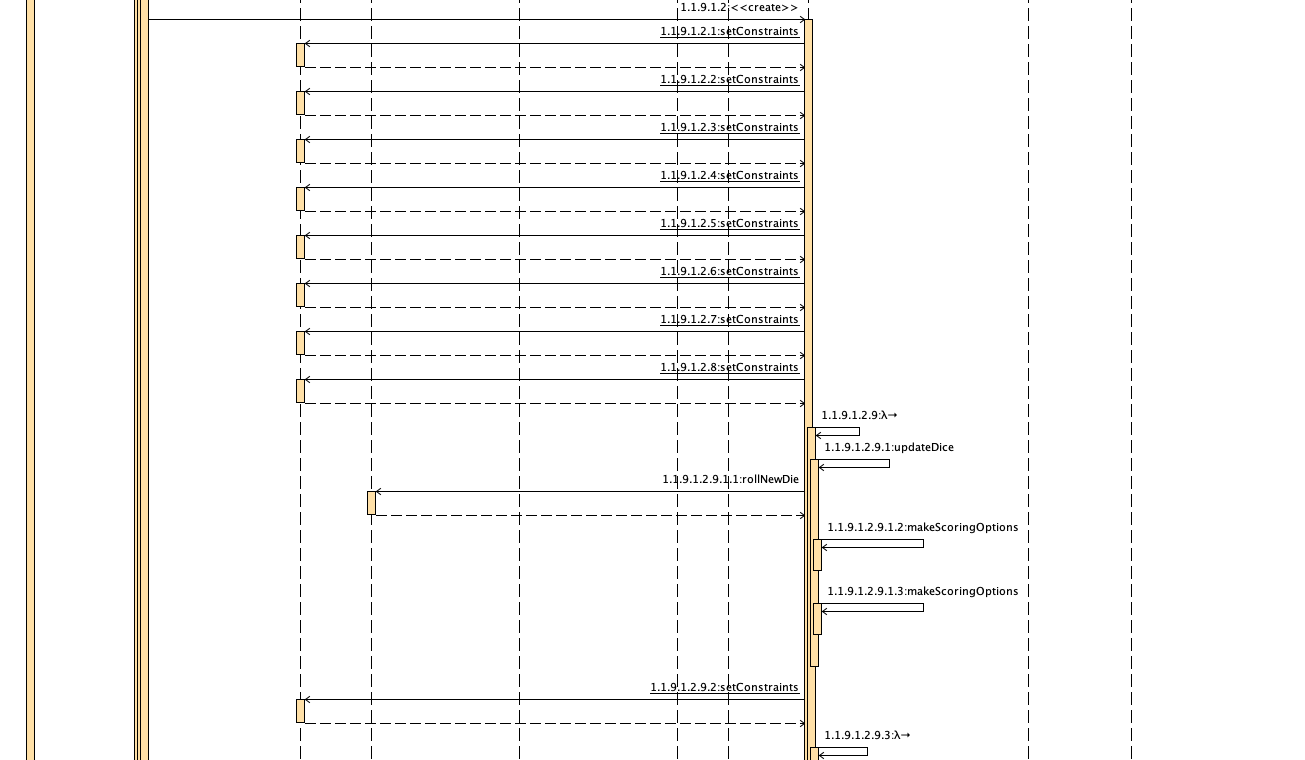 1.1.9.1.2:<<create>>
1.1.9.1.2.1:setConstraints
1.1.9.1.2.2:setConstraints
1.1.9.1.2.3:setConstraints
1.1.9.1.2.4:setConstraints
1.1.9.1.2.5:setConstraints
1.1.9.1.2.6:setConstraints
1.1.9.1.2.7:setConstraints
1.1.9.1.2.8:setConstraints
1.1.9.1.2.9:λ→
1.1.9.1.2.9.1:updateDice
1.1.9.1.2.9.1.1:rollNewDie
1.1.9.1.2.9.1.2:makeScoringOptions
1.1.9.1.2.9.1.3:makeScoringOptions
1.1.9.1.2.9.2:setConstraints
1.1.9.1.2.9.3:λ→